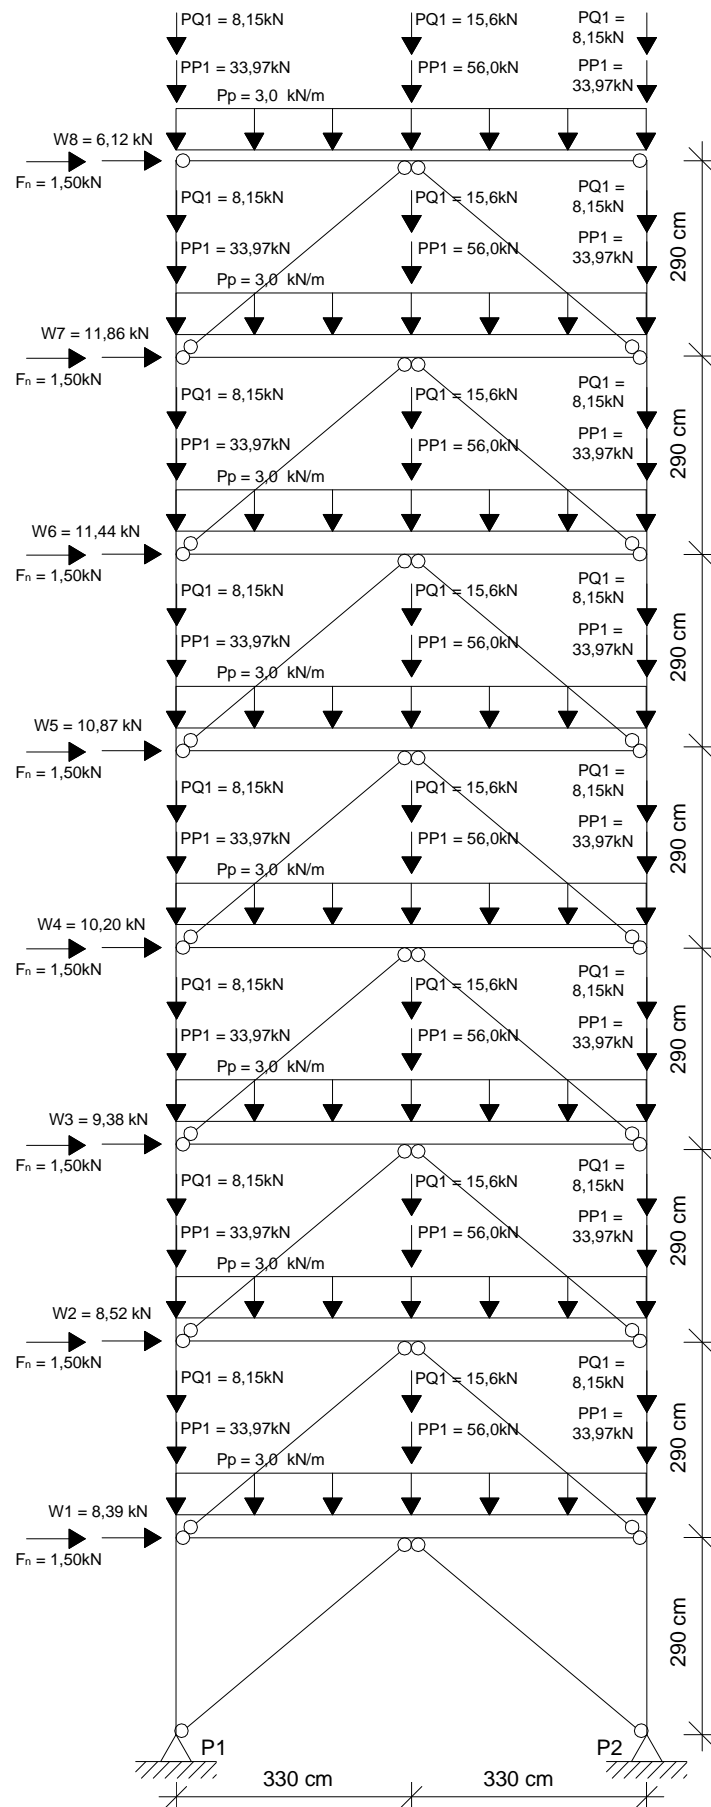 PQ1 = 8,15kN
PQ1 = 15,6kN
PQ1 =
8,15kN
PP1 = 33,97kN
PP1 = 56,0kN
PP1 =
33,97kN
Pp = 3,0 kN/m
W8 = 6,12 kN
Fn = 1,50kN
PQ1 = 8,15kN
PQ1 = 15,6kN
PQ1 =
8,15kN
PP1 = 33,97kN
PP1 = 56,0kN
PP1 =
33,97kN
Pp = 3,0 kN/m
290 cm
W7 = 11,86 kN
Fn = 1,50kN
PQ1 = 8,15kN
PQ1 = 15,6kN
PQ1 =
8,15kN
PP1 = 33,97kN
PP1 = 56,0kN
PP1 =
33,97kN
Pp = 3,0 kN/m
290 cm
W6 = 11,44 kN
Fn = 1,50kN
PQ1 = 8,15kN
PQ1 = 15,6kN
PQ1 =
8,15kN
PP1 = 33,97kN
PP1 = 56,0kN
PP1 =
33,97kN
Pp = 3,0 kN/m
290 cm
W5 = 10,87 kN
Fn = 1,50kN
PQ1 = 8,15kN
PQ1 = 15,6kN
PQ1 =
8,15kN
PP1 = 33,97kN
PP1 = 56,0kN
PP1 =
33,97kN
Pp = 3,0 kN/m
290 cm
W4 = 10,20 kN
Fn = 1,50kN
PQ1 = 8,15kN
PQ1 = 15,6kN
PQ1 =
8,15kN
PP1 = 33,97kN
PP1 = 56,0kN
PP1 =
33,97kN
Pp = 3,0 kN/m
290 cm
W3 = 9,38 kN
Fn = 1,50kN
PQ1 = 8,15kN
PQ1 = 15,6kN
PQ1 =
8,15kN
PP1 = 33,97kN
PP1 = 56,0kN
PP1 =
33,97kN
Pp = 3,0 kN/m
290 cm
W2 = 8,52 kN
Fn = 1,50kN
PQ1 = 8,15kN
PQ1 = 15,6kN
PQ1 =
8,15kN
PP1 = 33,97kN
PP1 = 56,0kN
PP1 =
33,97kN
Pp = 3,0 kN/m
290 cm
W1 = 8,39 kN
Fn = 1,50kN
290 cm
P1
P2
330 cm
330 cm